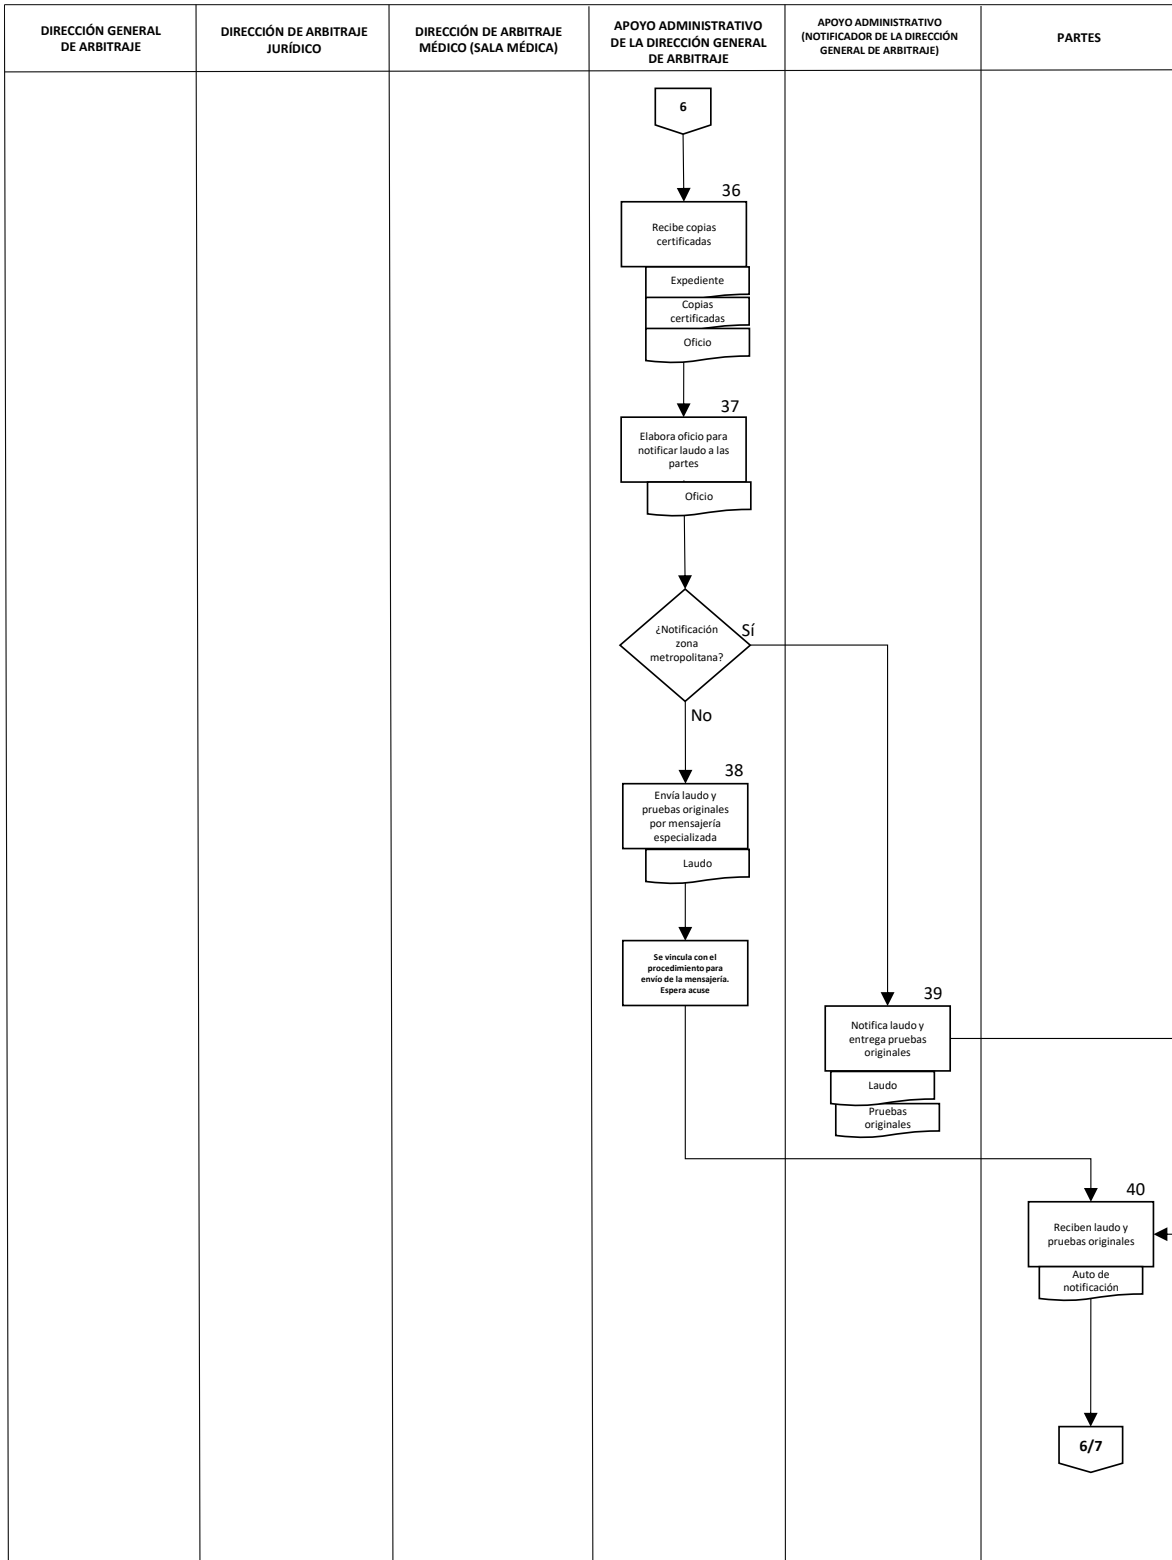 DIRECCIÓN GENERAL
DE ARBITRAJE
DIRECCIÓN DE ARBITRAJE
JURÍDICO
DIRECCIÓN DE ARBITRAJE
MÉDICO (SALA MÉDICA)
APOYO ADMINISTRATIVO
DE LA DIRECCIÓN GENERAL
DE ARBITRAJE
APOYO ADMINISTRATIVO
(NOTIFICADOR DE LA DIRECCIÓN
GENERAL DE ARBITRAJE)
PARTES
6
36
Recibe copias
certificadas
Expediente
Copias
certificadas
Oficio
37
Elabora oficio para
notificar laudo a las
partes
Oficio
¿Notificación
zona
metropolitana?
Sí
No
38
Envía laudo y
pruebas originales
por mensajería
especializada
Laudo
Se vincula con el
procedimiento para
envío de la mensajería.
Espera acuse
39
Notifica laudo y
entrega pruebas
originales
Laudo
Pruebas
originales
40
Reciben laudo y
pruebas originales
Auto de
notificación
6/7